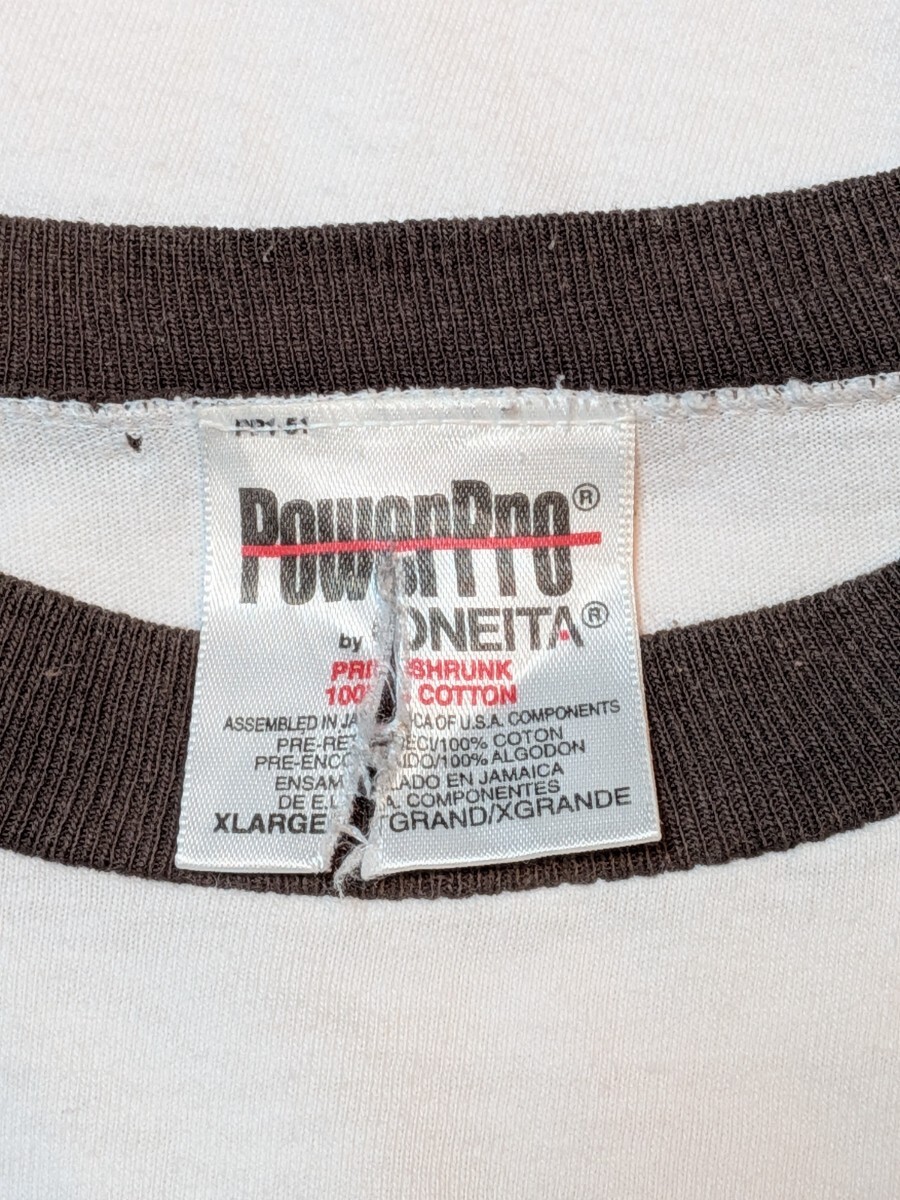 PowerPro®
by ONEITA®
PRE-SHRUNK
100% COTTON
ASSEMBLED IN JAMAICA OF U.S.A. COMPONENTS
PRE-RETRECI/100% COTON
PRE-ENCOGIDO/100% ALGODON
ENSAMBLADO EN JAMAICA
DE E.U.A. COMPONENTES
XLARGE TGRAND/XGRANDE